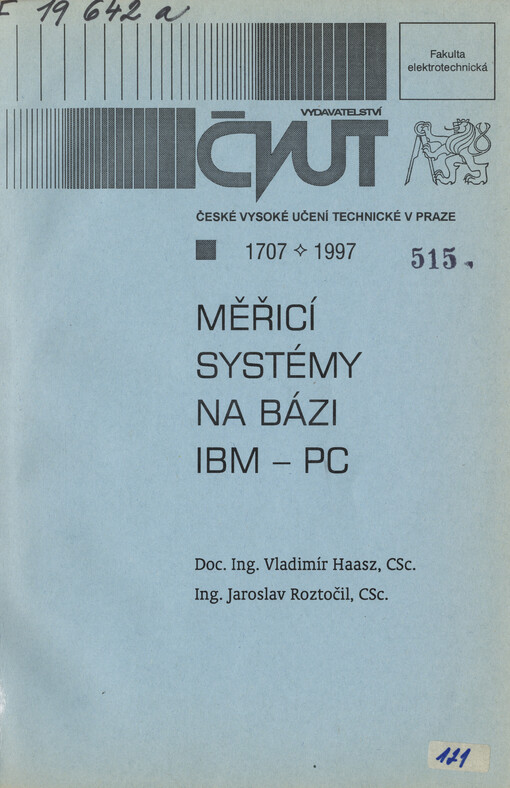 F 19 642 a
Fakulta
elektrotechnická
VYDAVATELSTVÍ
ČVUT
ČESKÉ VYSOKÉ UČENÍ TECHNICKÉ V PRAZE
1707 ✧ 1997
515,
MĚŘICÍ
SYSTÉMY
NA BÁZI
IBM – PC
Doc. Ing. Vladimír Haasz, CSc.
Ing. Jaroslav Roztočil, CSc.
121